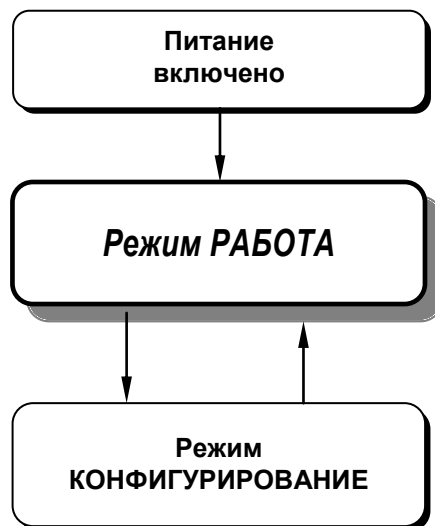 Питание
включено
Режим РАБОТА
Режим
КОНФИГУРИРОВАНИЕ